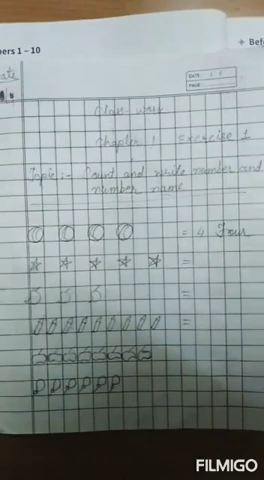 bers 1 - 10
Bef
DATE
PAGE
Class work
Chapter 1 Exercise 1
Topic :- Count and write number and
number name
= 4 Four
=
=
=
FILMIGO